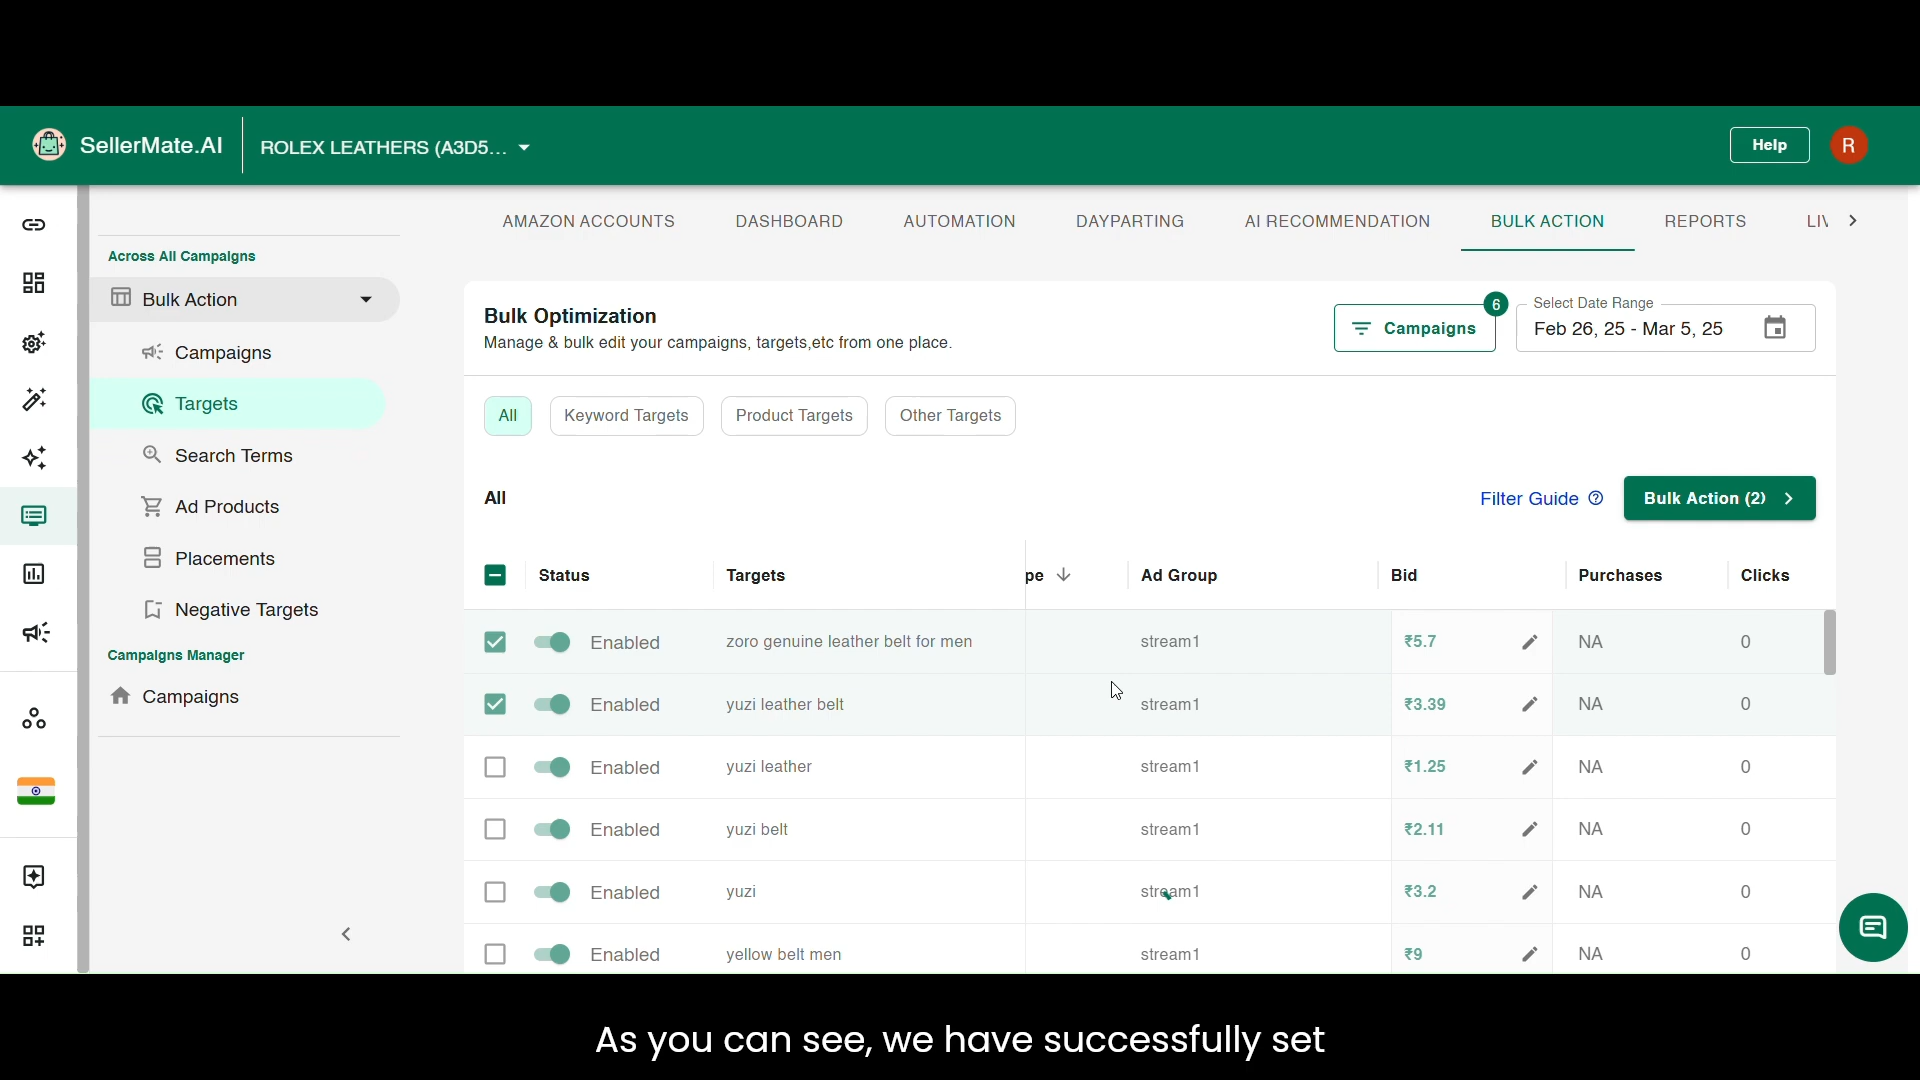 SellerMate.AI
ROLEX LEATHERS (A3D5...
Help
R
AMAZON ACCOUNTS
DASHBOARD
AUTOMATION
DAYPARTING
AI RECOMMENDATION
BULK ACTION
REPORTS
LIV
Across All Campaigns
Bulk Action
Campaigns
Targets
Search Terms
Ad Products
Placements
Negative Targets
Campaigns Manager
Campaigns
Bulk Optimization
Manage & bulk edit your campaigns, targets,etc from one place.
Campaigns
6
Select Date Range
Feb 26, 25 - Mar 5, 25
All
Keyword Targets
Product Targets
Other Targets
All
Filter Guide
Bulk Action (2)
Status Targets pe Ad Group Bid Purchases Clicks
Enabled zoro genuine leather belt for men stream1 ₹5.7 NA 0
Enabled yuzi leather belt stream1 ₹3.39 NA 0
Enabled yuzi leather stream1 ₹1.25 NA 0
Enabled yuzi belt stream1 ₹2.11 NA 0
Enabled yuzi stream1 ₹3.2 NA 0
Enabled yellow belt men stream1 ₹9 NA 0
As you can see, we have successfully set